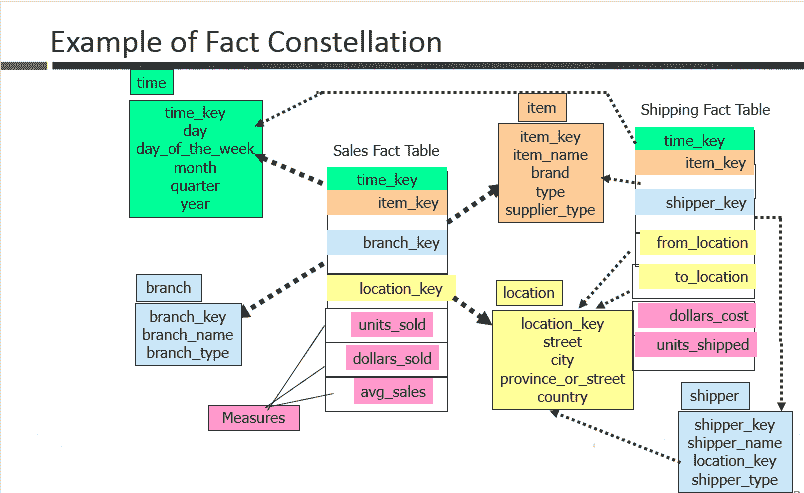 Example of Fact Constellation
time
time_key
day
day_of_the_week
month
quarter
year
Sales Fact Table
time_key
item_key
branch_key
location_key
units_sold
dollars_sold
avg_sales
Measures
branch
branch_key
branch_name
branch_type
item
item_key
item_name
brand
type
supplier_type
location
location_key
street
city
province_or_street
country
Shipping Fact Table
time_key
item_key
shipper_key
from_location
to_location
dollars_cost
units_shipped
shipper
shipper_key
shipper_name
location_key
shipper_type